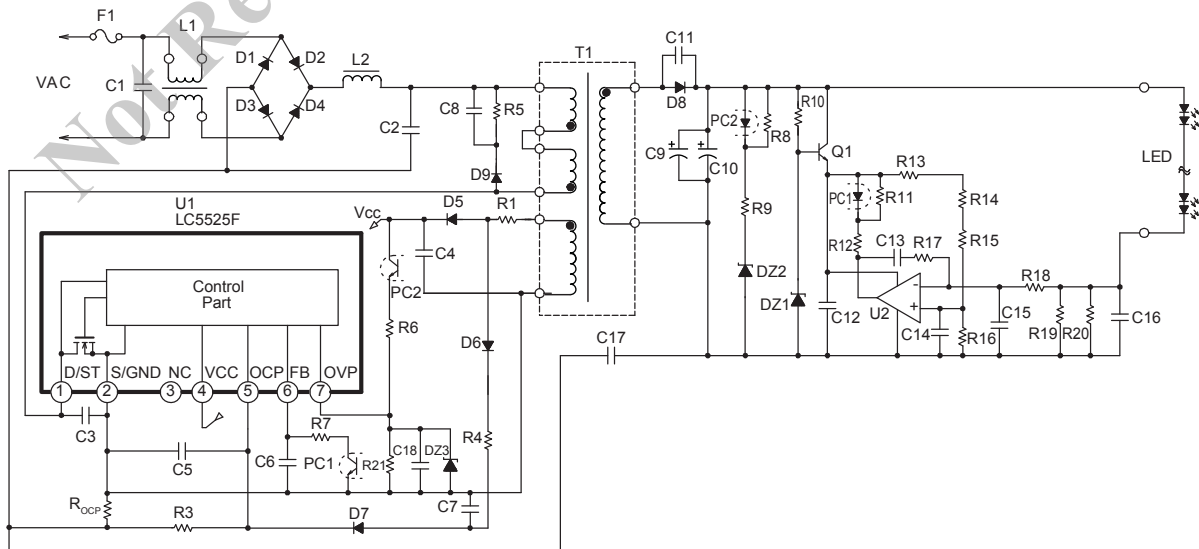 Not Re
F1
L1
VAC
C1
D1
D2
D3
D4
L2
C2
C8
R5
D9
T1
C11
D8
C9
C10
PC2
R8
R9
DZ2
R10
Q1
DZ1
PC1
R11
R12
R13
R14
R15
C13
R17
U2
-
+
C12
C14
R16
C15
R18
R19
R20
C16
LED
C17
U1
LC5525F
Control
Part
D/ST
S/GND
NC
VCC
OCP
FB
OVP
1
2
3
4
5
6
7
Vcc
D5
R1
C4
PC2
R6
D6
R4
C3
C5
C6
R7
PC1
R21
C18
DZ3
C7
ROCP
R3
D7